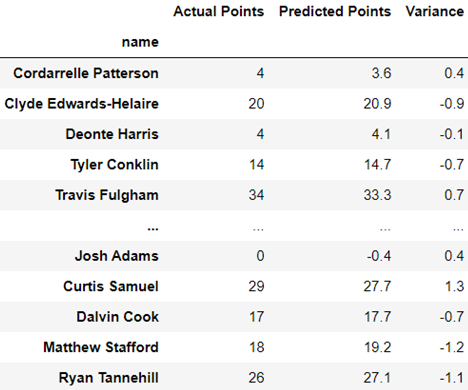 Actual Points Predicted Points Variance
name
Cordarrelle Patterson 4 3.6 0.4
Clyde Edwards-Helaire 20 20.9 -0.9
Deonte Harris 4 4.1 -0.1
Tyler Conklin 14 14.7 -0.7
Travis Fulgham 34 33.3 0.7
... ... ... ...
Josh Adams 0 -0.4 0.4
Curtis Samuel 29 27.7 1.3
Dalvin Cook 17 17.7 -0.7
Matthew Stafford 18 19.2 -1.2
Ryan Tannehill 26 27.1 -1.1